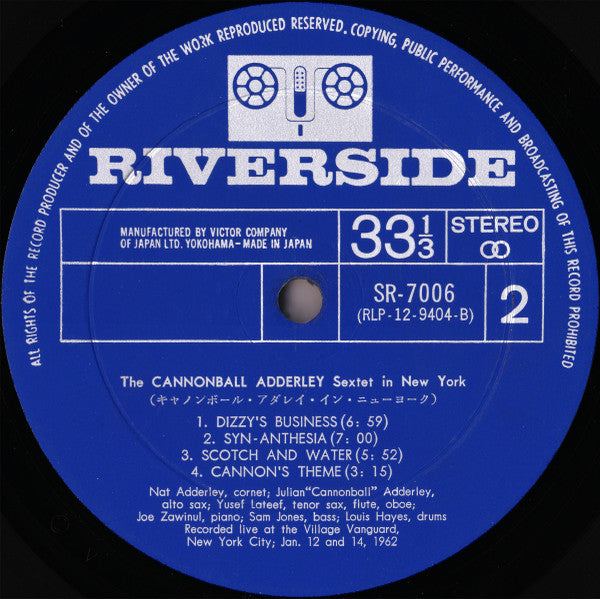 ALL RIGHTS OF THE RECORD PRODUCER AND OF THE OWNER OF THE WORK REPRODUCED RESERVED. COPYING, PUBLIC PERFORMANCE AND BROADCASTING OF THIS RECORD PROHIBITED
RIVERSIDE
MANUFACTURED BY VICTOR COMPANY
OF JAPAN LTD. YOKOHAMA–MADE IN JAPAN
33 1/3
STEREO
SR-7006
(RLP-12-9404-B)
2
The CANNONBALL ADDERLEY Sextet in New York
(キャノンボール・アダレイ・イン・ニューヨーク)
1. DIZZY'S BUSINESS (6:59)
2. SYN-ANTHESIA (7:00)
3. SCOTCH AND WATER (5:52)
4. CANNON'S THEME (3:15)
Nat Adderley, cornet; Julian "Cannonball" Adderley,
alto sax; Yusef Lateef, tenor sax, flute, oboe;
Joe Zawinul, piano; Sam Jones, bass; Louis Hayes, drums
Recorded live at the Village Vanguard,
New York City; Jan. 12 and 14, 1962